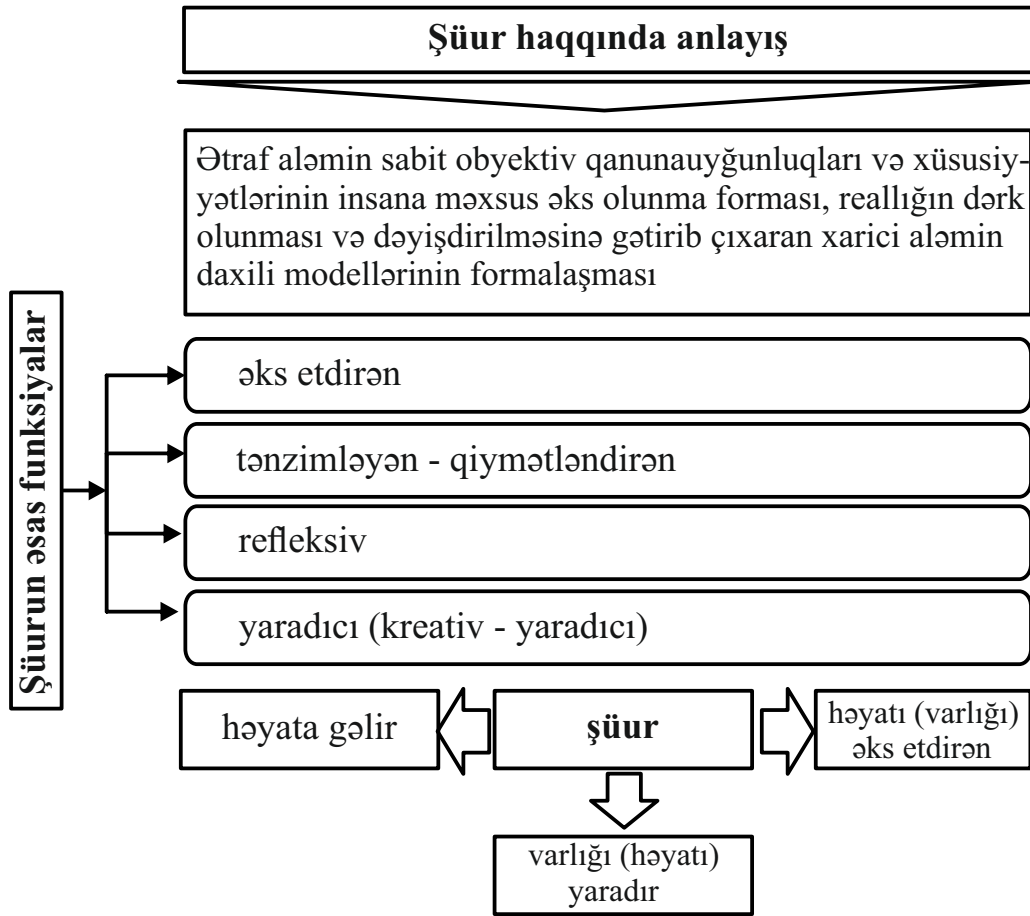 Şüur haqqında anlayış
Ətraf aləmin sabit obyektiv qanunauyğunluqları və xüsusiy-
yətlərinin insana məxsus əks olunma forması, reallığın dərk
olunması və dəyişdirilməsinə gətirib çıxaran xarici aləmin
daxili modellərinin formalaşması
Şüurun əsas funksiyalar
əks etdirən
tənzimləyən - qiymətləndirən
refleksiv
yaradıcı (kreativ - yaradıcı)
həyata gəlir
şüur
həyatı (varlığı)
əks etdirən
varlığı (həyatı)
yaradır